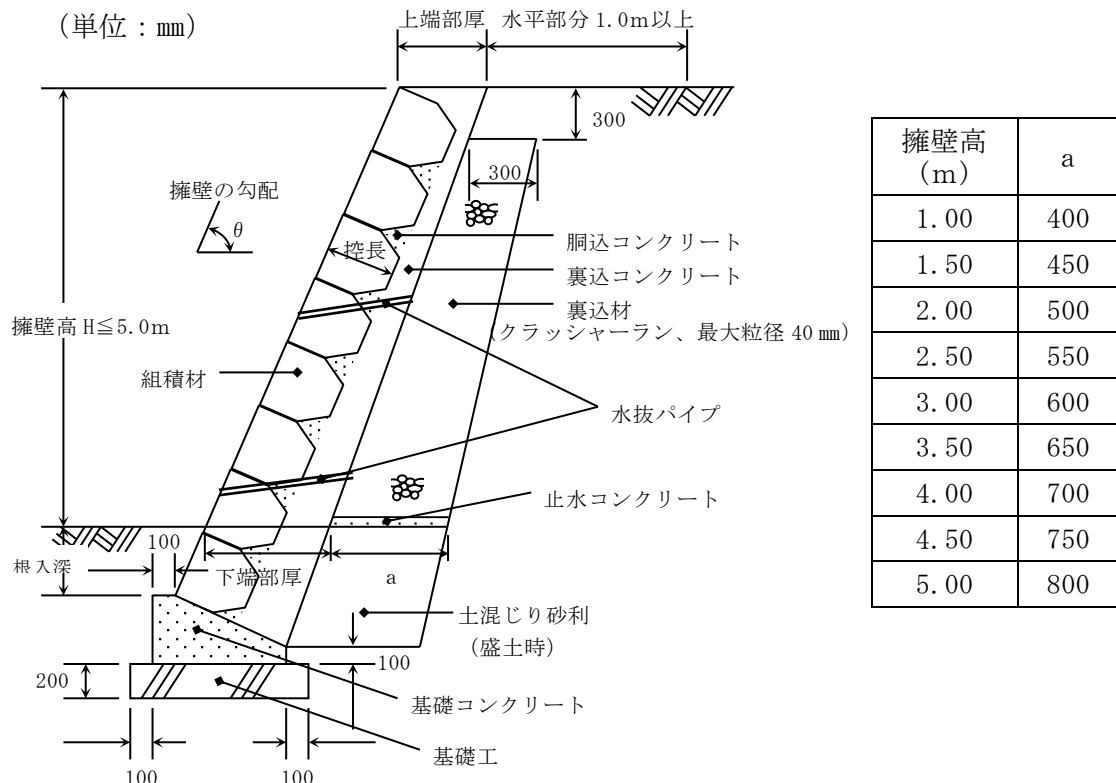 (単位：㎜)
上端部厚 水平部分 1.0m以上
300
300
擁壁の勾配
θ
控長
胴込コンクリート
裏込コンクリート
裏込材
(クラッシャーラン、最大粒径 40 ㎜)
擁壁高 H≦5.0m
組積材
水抜パイプ
止水コンクリート
100
根入深
下端部厚
a
土混じり砂利
(盛土時)
100
200
基礎コンクリート
基礎工
100
100
擁壁高
(m)
a
1.00 400
1.50 450
2.00 500
2.50 550
3.00 600
3.50 650
4.00 700
4.50 750
5.00 800